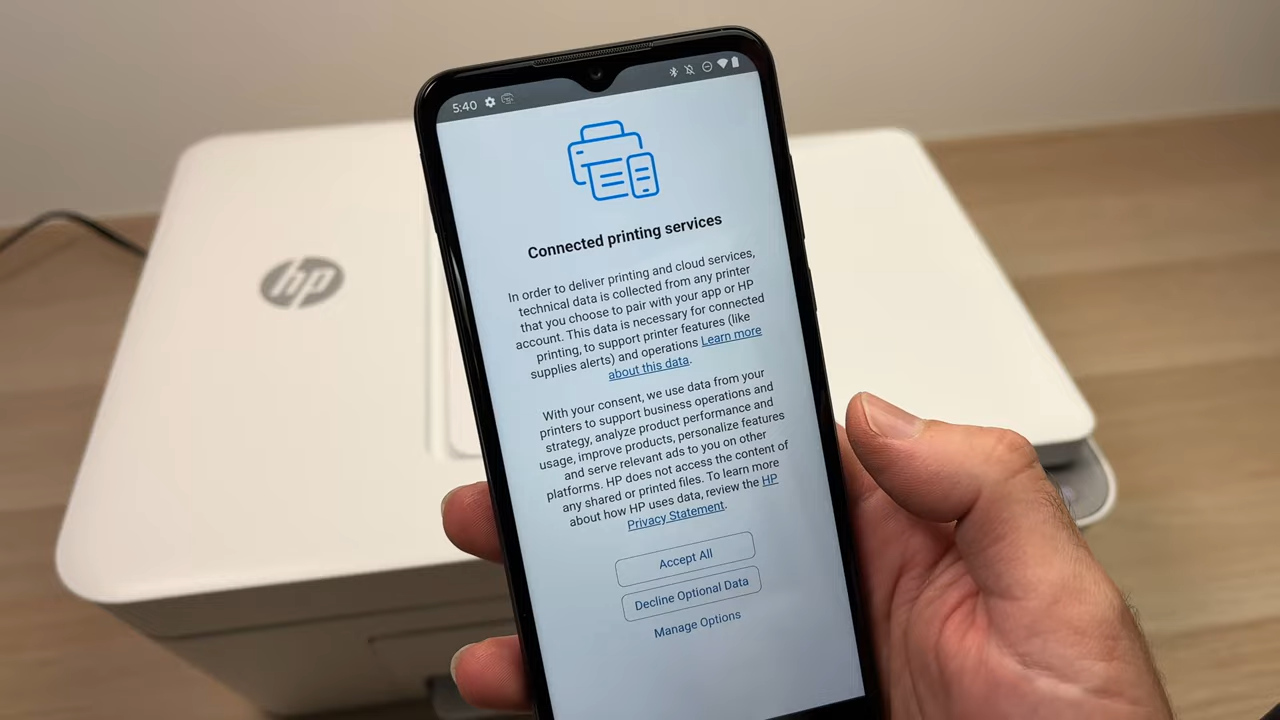 5:40
hp
Connected printing services
In order to deliver printing and cloud services,
technical data is collected from any printer
that you choose to pair with your app or HP
account. This data is necessary for connected
printing, to support printer features (like
supplies alerts) and operations Learn more
about this data.
With your consent, we use data from your
printers to support business operations and
strategy, analyze product performance and
usage, improve products, personalize features
and serve relevant ads to you on other
platforms. HP does not access the content of
any shared or printed files. To learn more
about how HP uses data, review the HP
Privacy Statement.
Accept All
Decline Optional Data
Manage Options